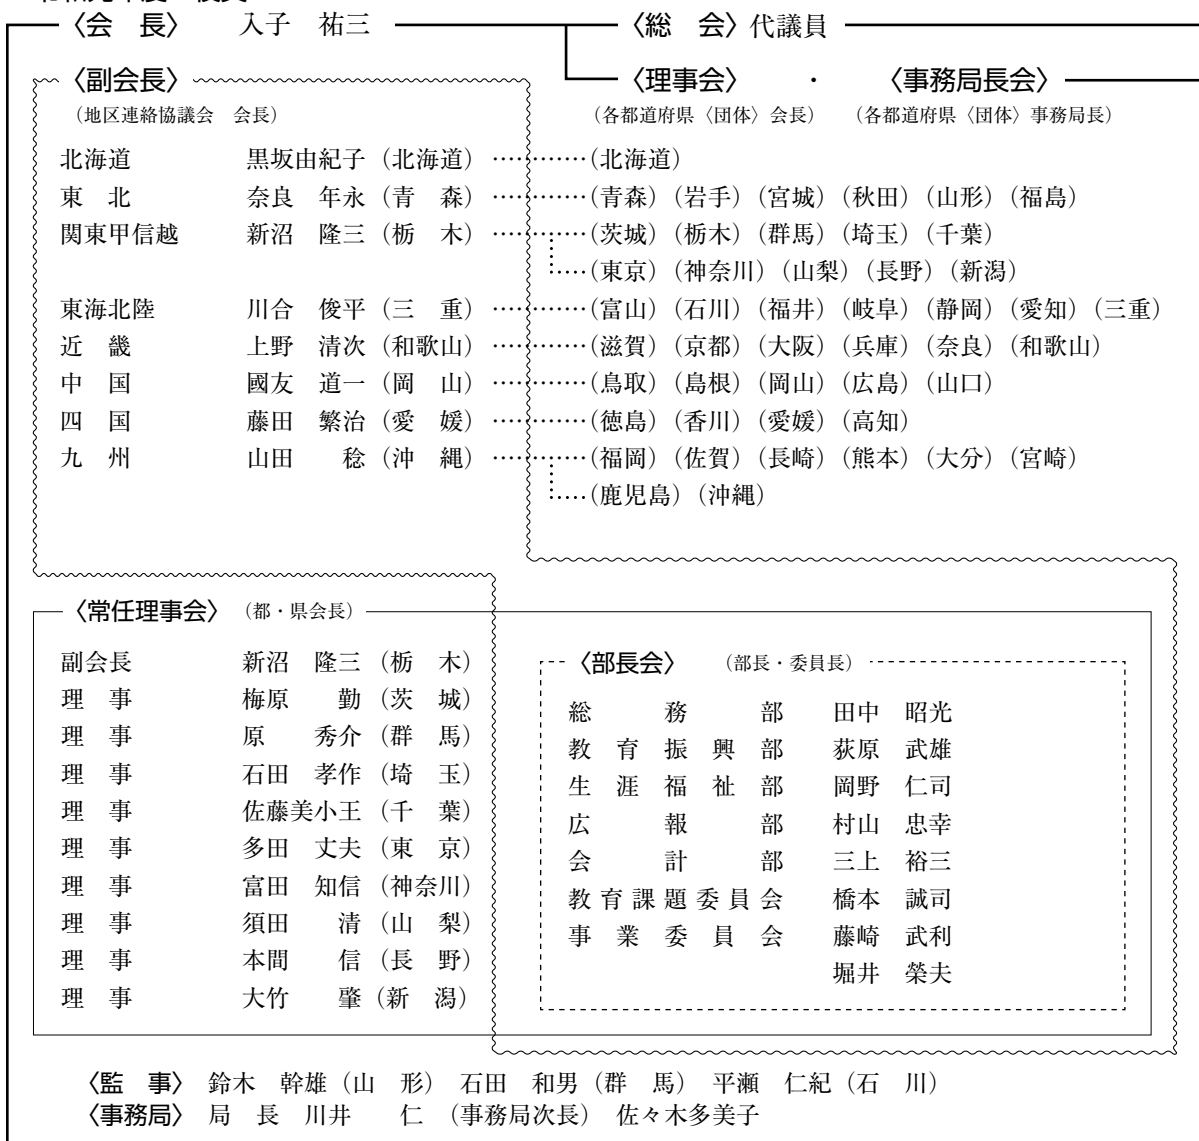 〈会　長〉　入子　祐三　〈総　会〉代議員
〈副会長〉　〈理事会〉　・　〈事務局長会〉
（地区連絡協議会　会長）　（各都道府県〈団体〉会長）　（各都道府県〈団体〉事務局長）
北海道　黒坂由紀子（北海道）…………（北海道）
東　北　奈良　年永（青　森）…………（青森）（岩手）（宮城）（秋田）（山形）（福島）
関東甲信越　新沼　隆三（栃　木）…………（茨城）（栃木）（群馬）（埼玉）（千葉）
（東京）（神奈川）（山梨）（長野）（新潟）
東海北陸　川合　俊平（三　重）…………（富山）（石川）（福井）（岐阜）（静岡）（愛知）（三重）
近　畿　上野　清次（和歌山）…………（滋賀）（京都）（大阪）（兵庫）（奈良）（和歌山）
中　国　國友　道一（岡　山）…………（鳥取）（島根）（岡山）（広島）（山口）
四　国　藤田　繁治（愛　媛）…………（徳島）（香川）（愛媛）（高知）
九　州　山田　　稔（沖　縄）…………（福岡）（佐賀）（長崎）（熊本）（大分）（宮崎）
（鹿児島）（沖縄）
〈常任理事会〉（都・県会長）
副会長　新沼　隆三（栃　木）
理　事　梅原　　勤（茨　城）
理　事　原　　秀介（群　馬）
理　事　石田　孝作（埼　玉）
理　事　佐藤美小王（千　葉）
理　事　多田　丈夫（東　京）
理　事　富田　知信（神奈川）
理　事　須田　　清（山　梨）
理　事　本間　　信（長　野）
理　事　大竹　　肇（新　潟）
〈部長会〉　（部長・委員長）
総　務　部　田中　昭光
教　育　振　興　部　荻原　武雄
生　涯　福　祉　部　岡野　仁司
広　報　部　村山　忠幸
会　計　部　三上　裕三
教育課題委員会　橋本　誠司
事　業　委　員　会　藤崎　武利
堀井　榮夫
〈監　事〉鈴木　幹雄（山　形）　石田　和男（群　馬）　平瀬　仁紀（石　川）
〈事務局〉局　長　川井　　仁　（事務局次長）　佐々木多美子